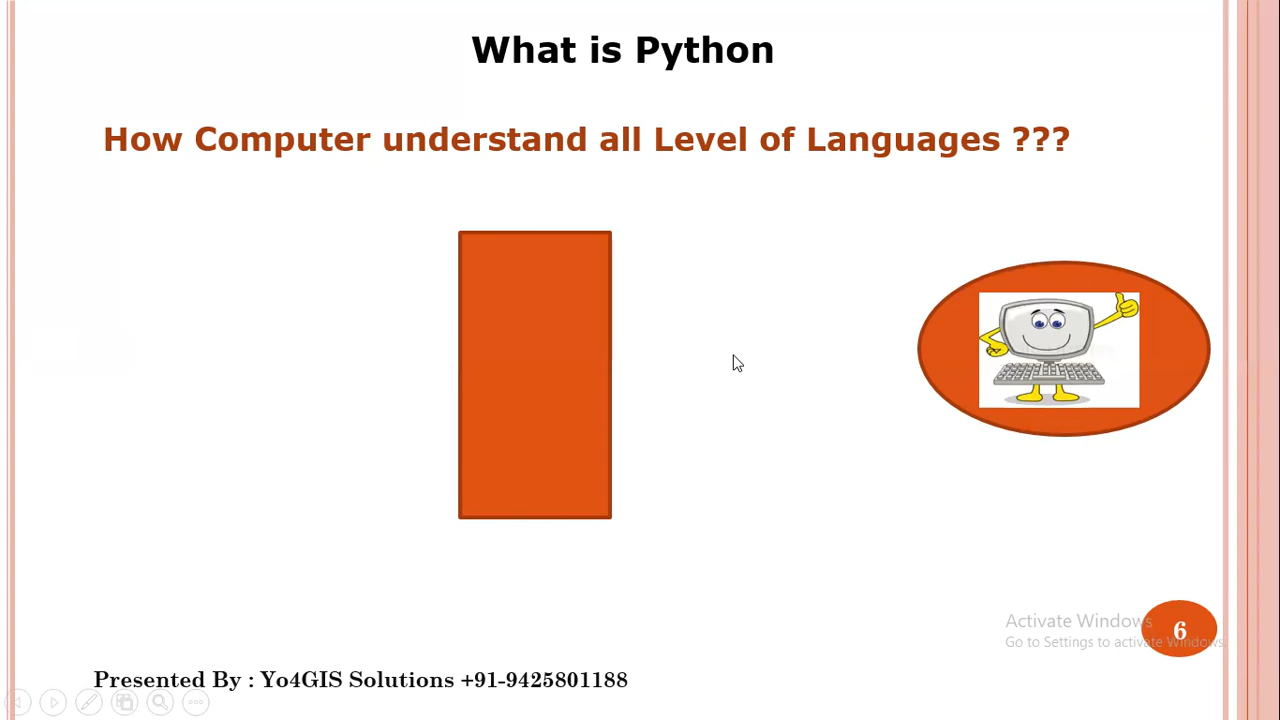 What is Python
How Computer understand all Level of Languages ???
Activate Windows
Go to Settings to activate Windows.
6
Presented By : Yo4GIS Solutions +91-9425801188